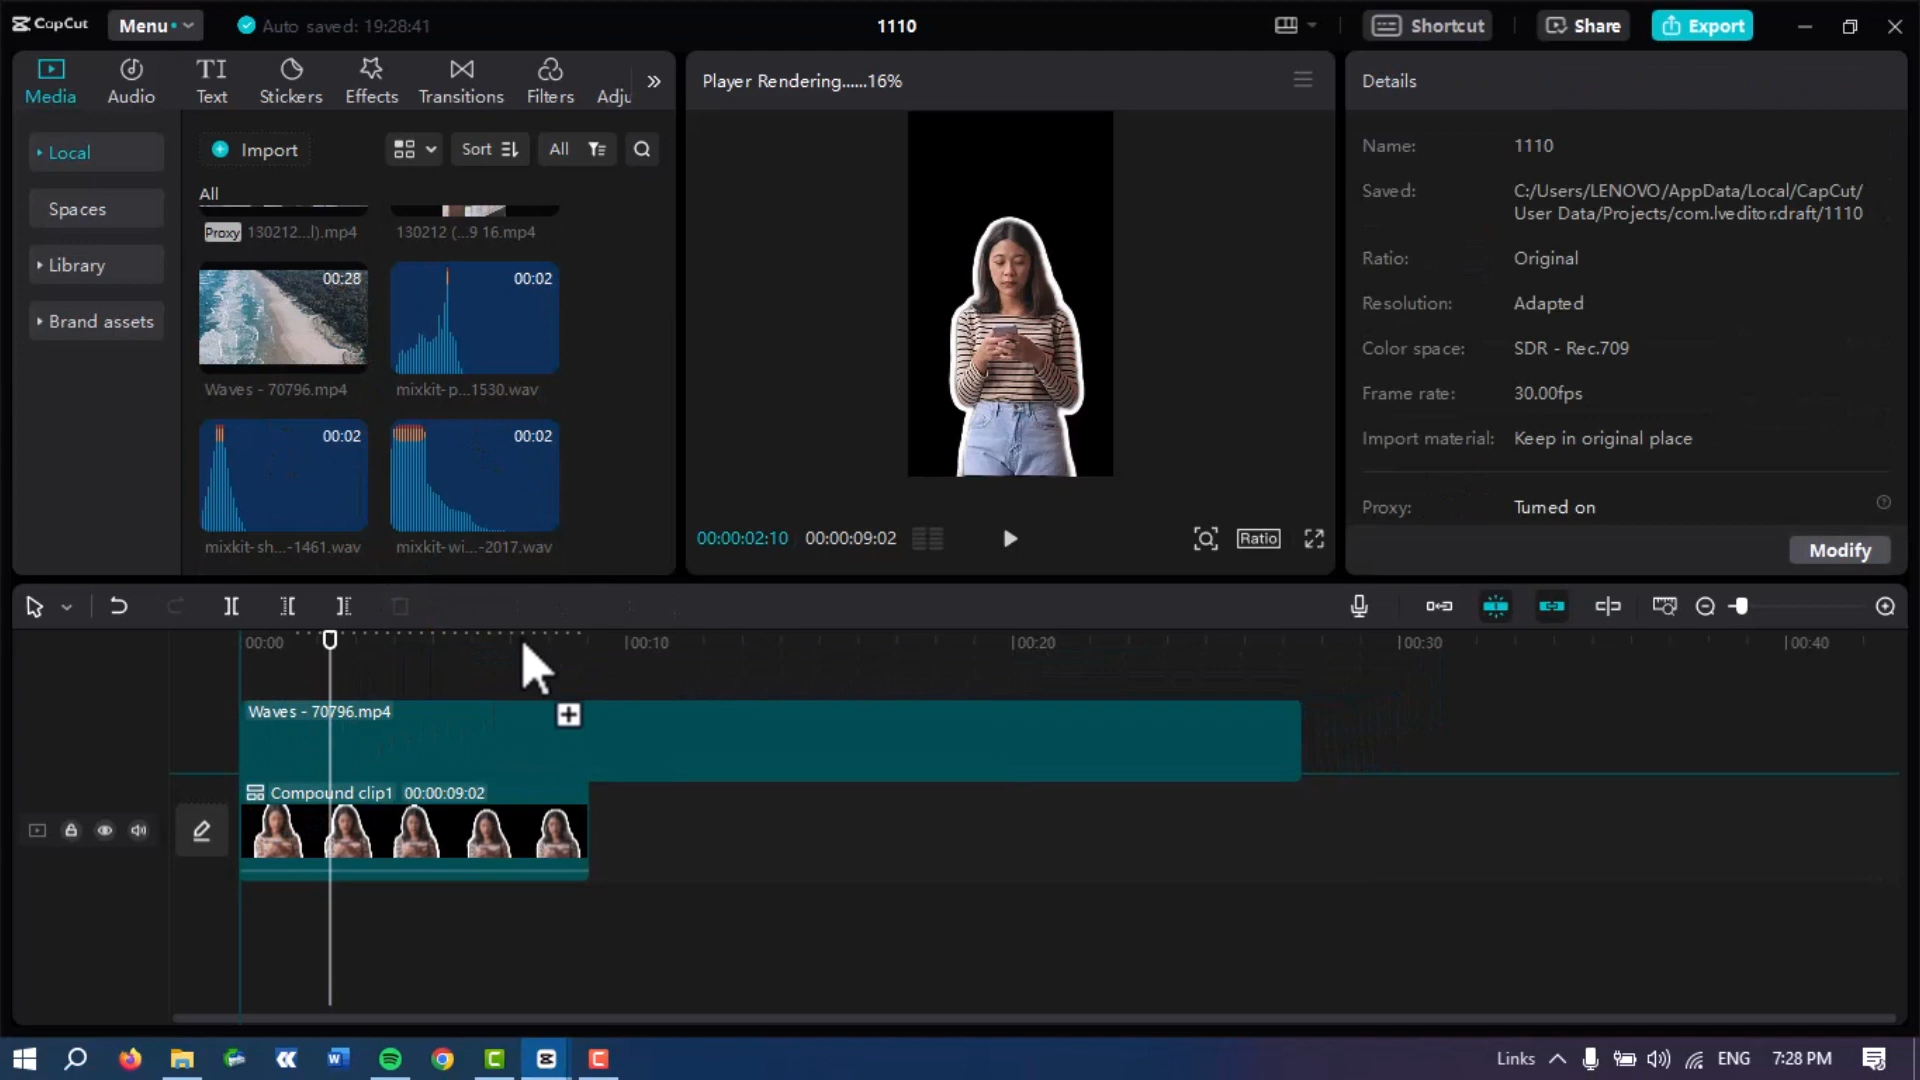 CapCut
Menu
Auto saved: 19:28:41
1110
Shortcut
Share
Export
Media
Audio
TI
Text
Stickers
Effects
Transitions
Filters
Adju
Local
Spaces
Library
Brand assets
Import
Sort
All
All
Proxy 130212...l).mp4
130212 (...9 16.mp4
00:28
Waves - 70796.mp4
00:02
mixkit-p...1530.wav
00:02
mixkit-sh...-1461.wav
00:02
mixkit-wi...-2017.wav
Player Rendering......16%
00:00:02:10 00:00:09:02
Ratio
Details
Name: 1110
Saved: C:/Users/LENOVO/AppData/Local/CapCut/
User Data/Projects/com.lveditor.draft/1110
Ratio: Original
Resolution: Adapted
Color space: SDR - Rec.709
Frame rate: 30.00fps
Import material: Keep in original place
Proxy: Turned on
Modify
00:00
00:10
00:20
00:30
00:40
Waves - 70796.mp4
Compound clip1 00:00:09:02
Links
ENG
7:28 PM